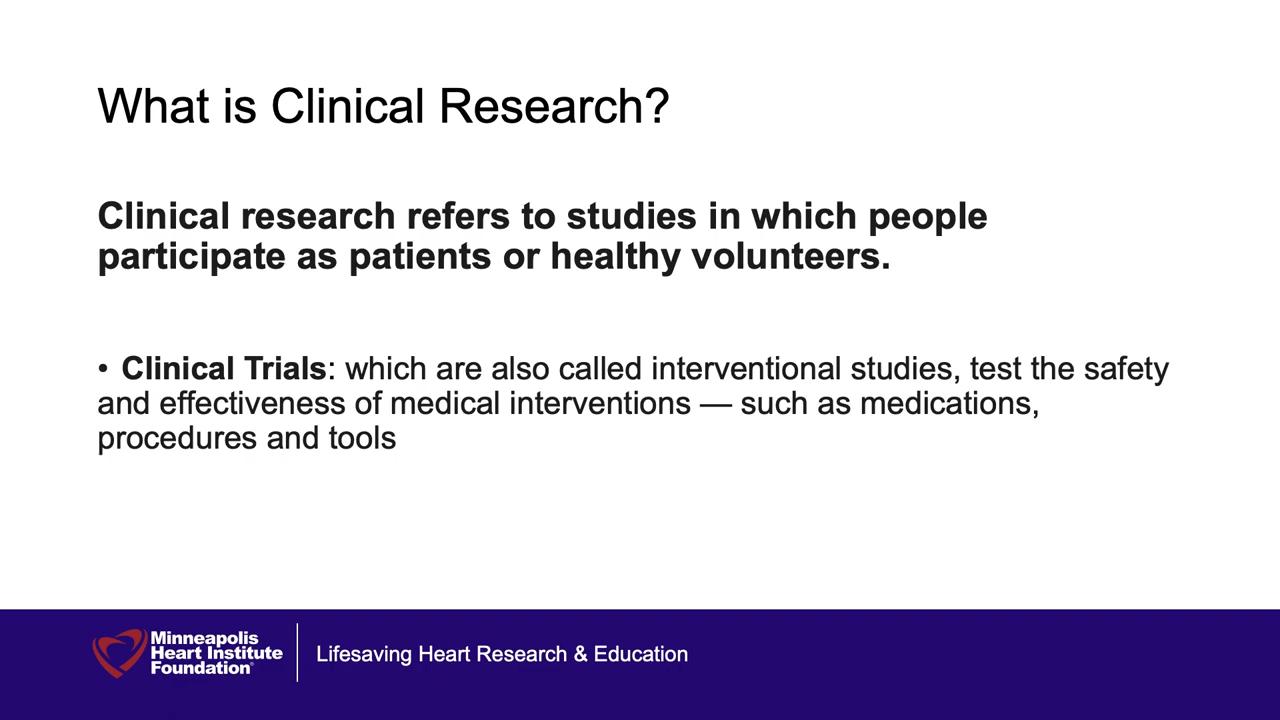 What is Clinical Research?
Clinical research refers to studies in which people
participate as patients or healthy volunteers.
• Clinical Trials: which are also called interventional studies, test the safety
and effectiveness of medical interventions — such as medications,
procedures and tools
Minneapolis
Heart Institute
Foundation®
Lifesaving Heart Research & Education